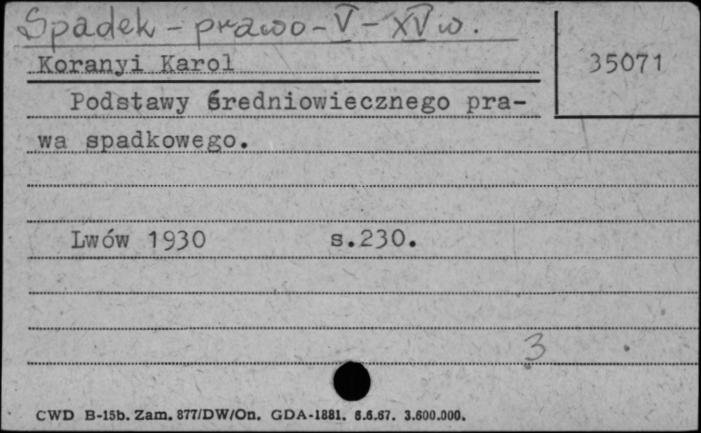 Spadek - prawo - V - XV w.
Koranyi Karol
35071
Podstawy średniowiecznego pra-
wa spadkowego.
Lwów 1930 s.230.
3
CWD B-15b. Zam. 877/DW/On. GDA-1881. 6.6.67. 3.600.000.